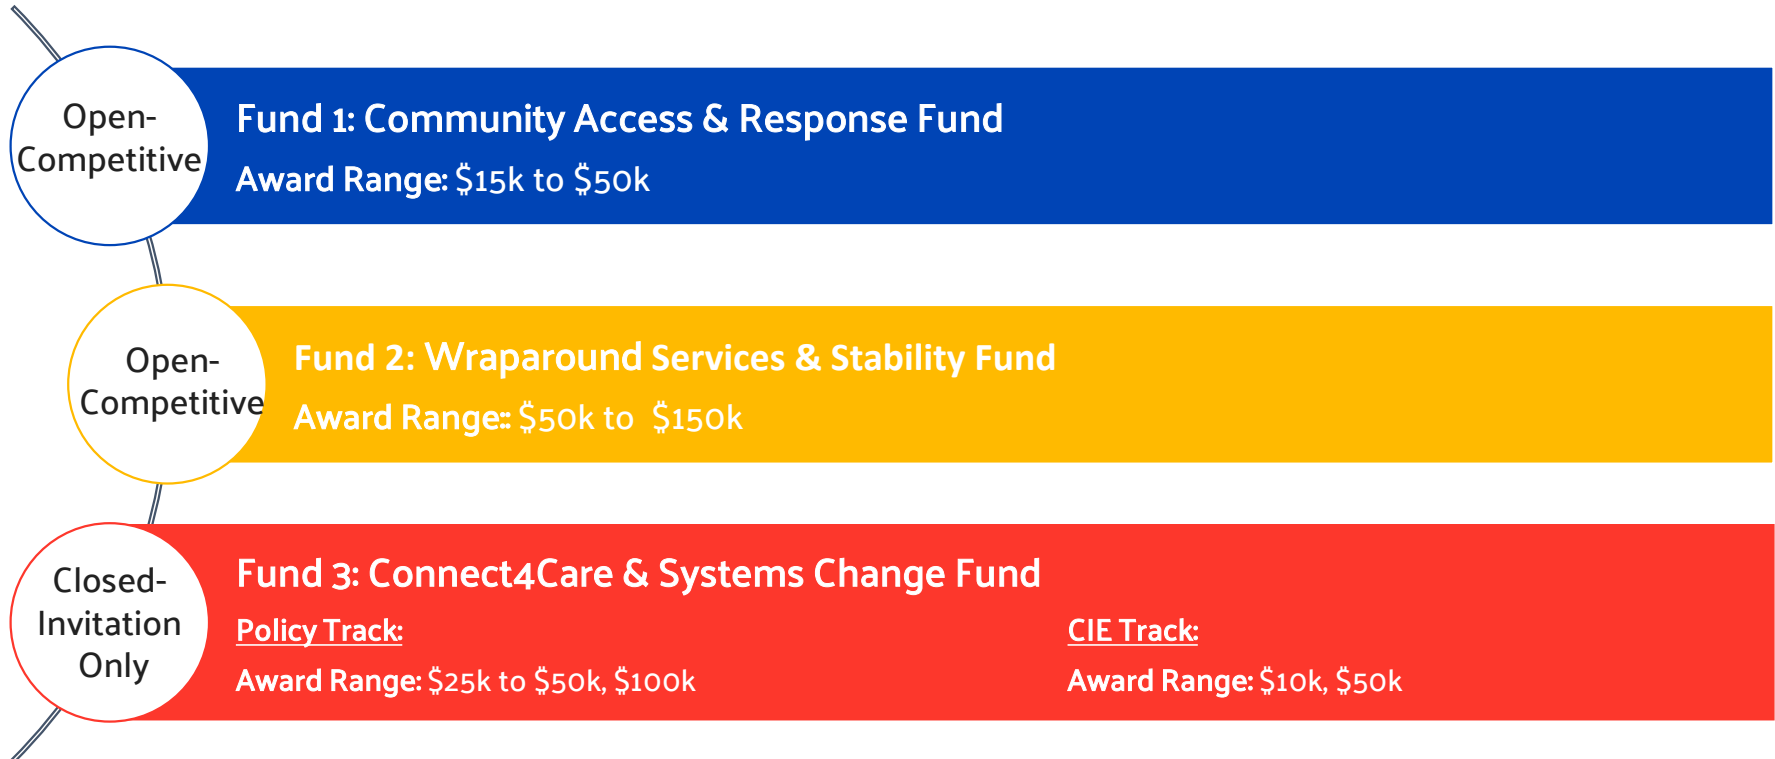 Open-
Competitive
Fund 1: Community Access & Response Fund
Award Range: $15k to $50k
Open-
Competitive
Fund 2: Wraparound Services & Stability Fund
Award Range:: $50k to  $150k
Closed-
Invitation
Only
Fund 3: Connect4Care & Systems Change Fund
Policy Track:
Award Range: $25k to $50k, $100k
CIE Track:
Award Range: $10k, $50k